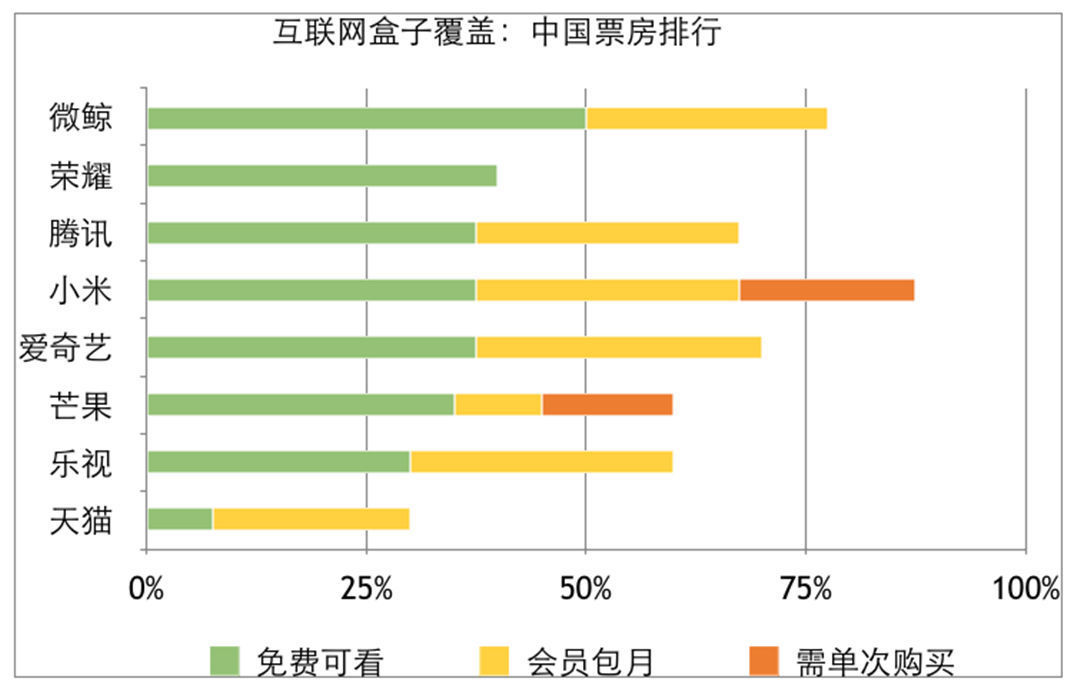 互联网盒子覆盖：中国票房排行
微鲸
荣耀
腾讯
小米
爱奇艺
芒果
乐视
天猫
0% 25% 50% 75% 100%
免费可看 会员包月 需单次购买